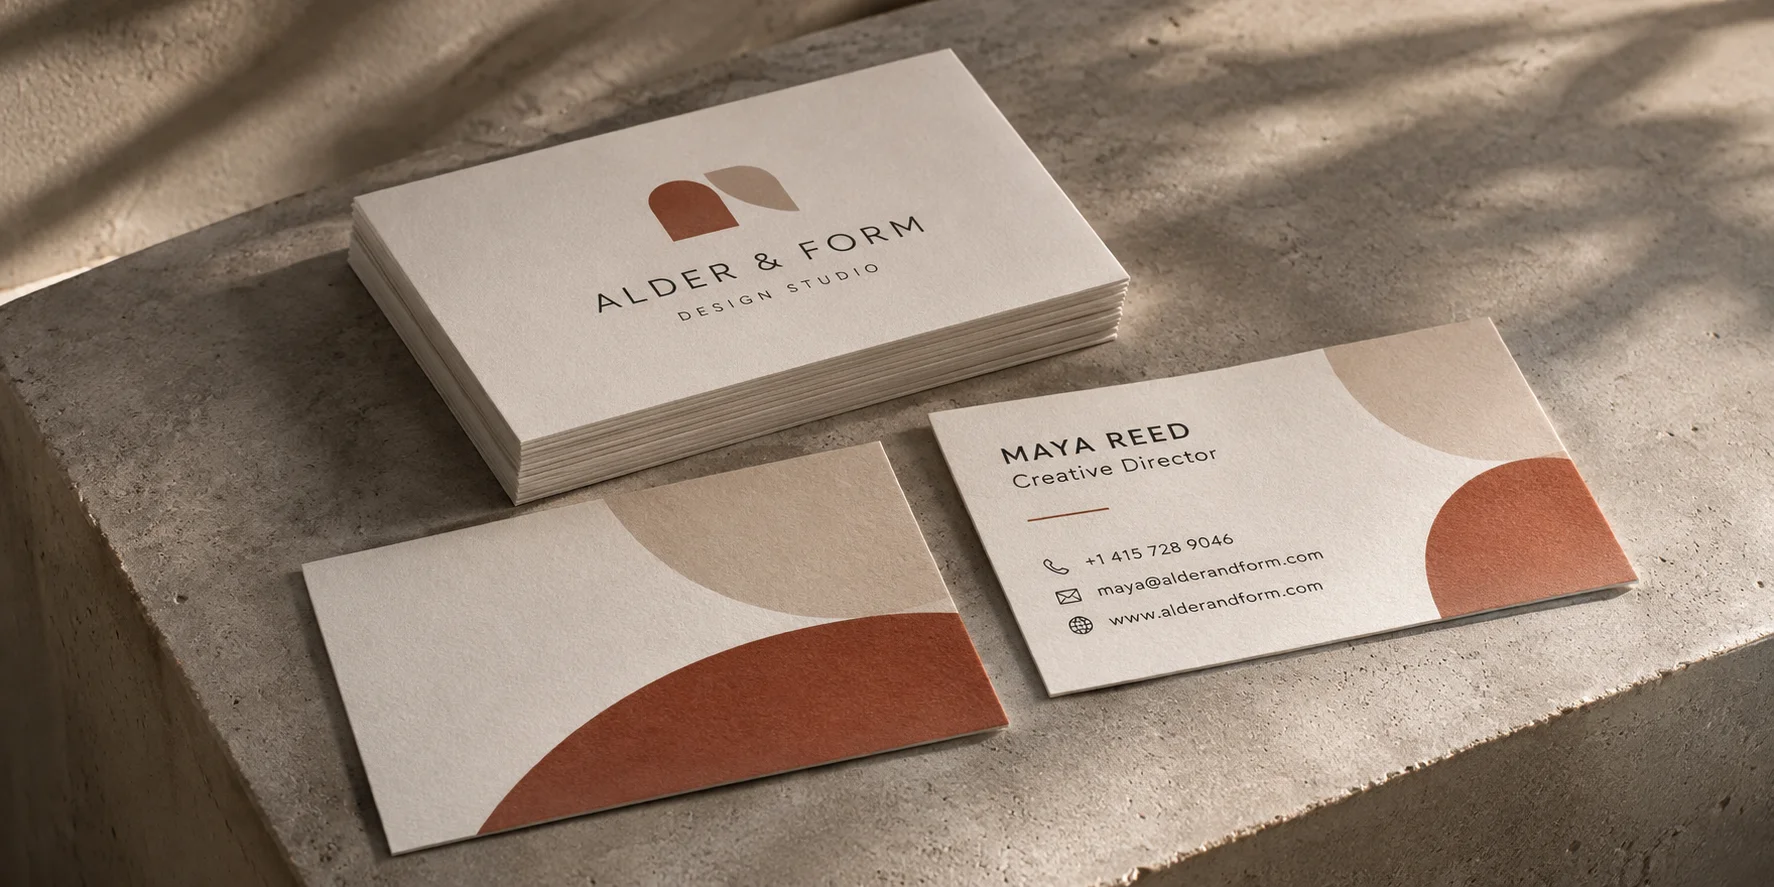 ALDER & FORM
DESIGN STUDIO
MAYA REED
Creative Director
+1 415 728 9046
maya@alderandform.com
www.alderandform.com